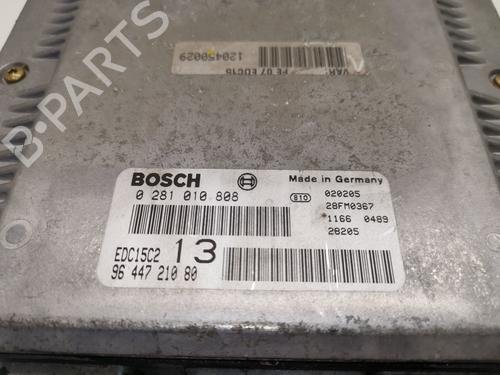 120450029
VAR: FE 07 EDC15
BOSCH
Made in Germany
0 281 010 808
810
020205
28FM0367
1166 0489
28205
EDC15C2 13
96 447 210 80
B-PARTS